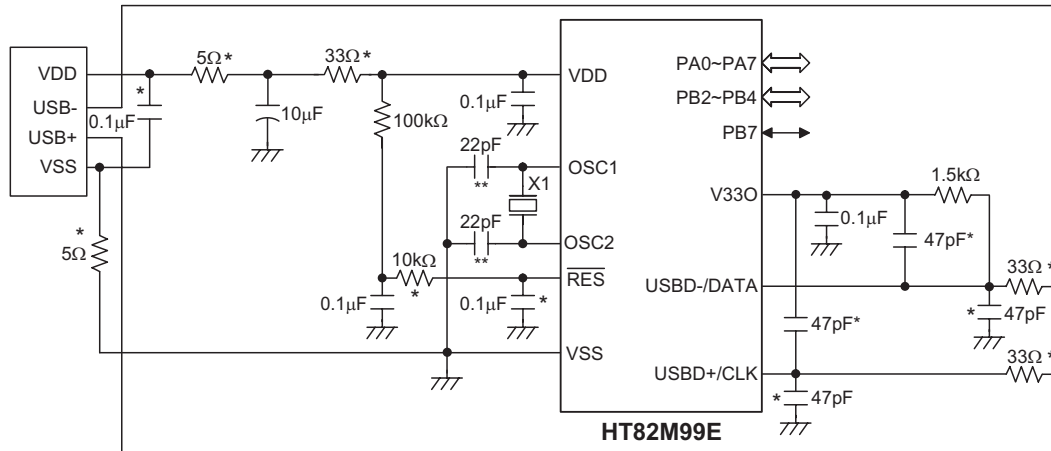 VDD
USB-
USB+
VSS
*
0.1µF
5Ω*
10µF
33Ω*
100kΩ
*
5Ω
0.1µF
22pF
**
22pF
**
X1
10kΩ
*
0.1µF
0.1µF
*
VDD
OSC1
OSC2
RES
VSS
PA0~PA7
PB2~PB4
PB7
V33O
USBD-/DATA
USBD+/CLK
HT82M99E
0.1µF
47pF*
1.5kΩ
33Ω*
* 47pF
47pF*
33Ω*
* 47pF